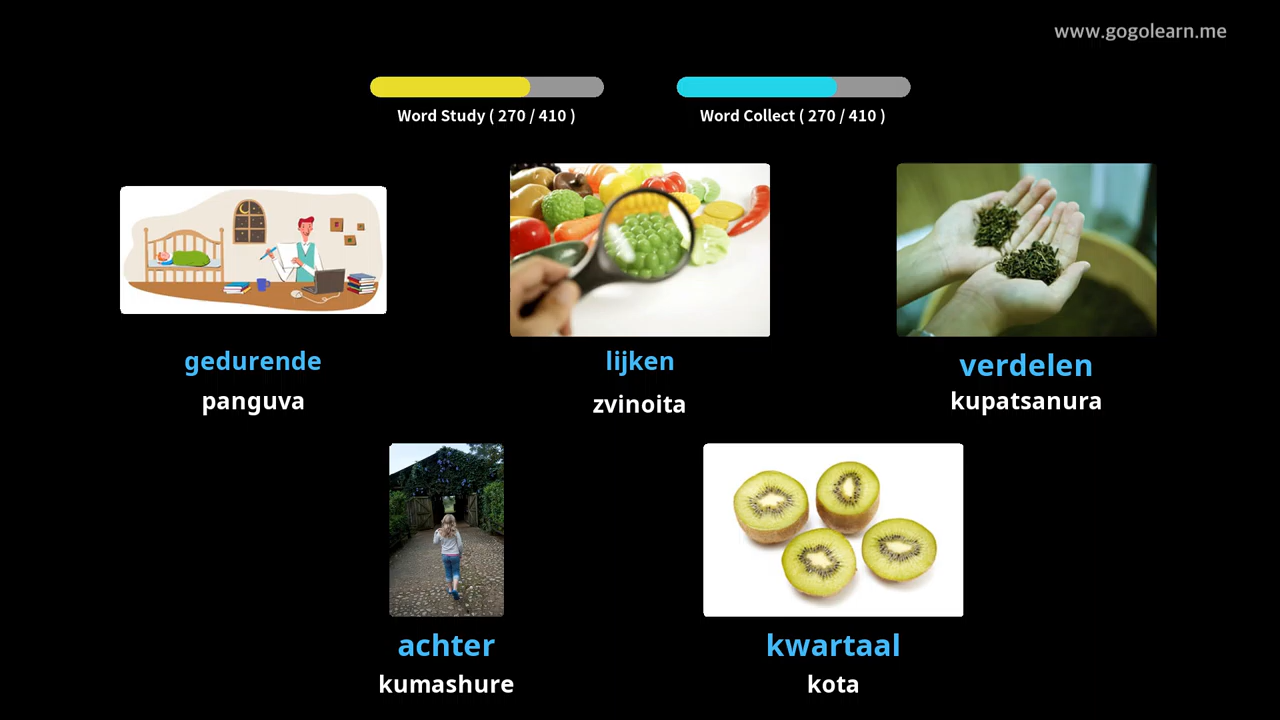 www.gogolearn.me
Word Study ( 270 / 410 )
Word Collect ( 270 / 410 )
gedurende
panguva
lijken
zvinoita
verdelen
kupatsanura
achter
kumashure
kwartaal
kota